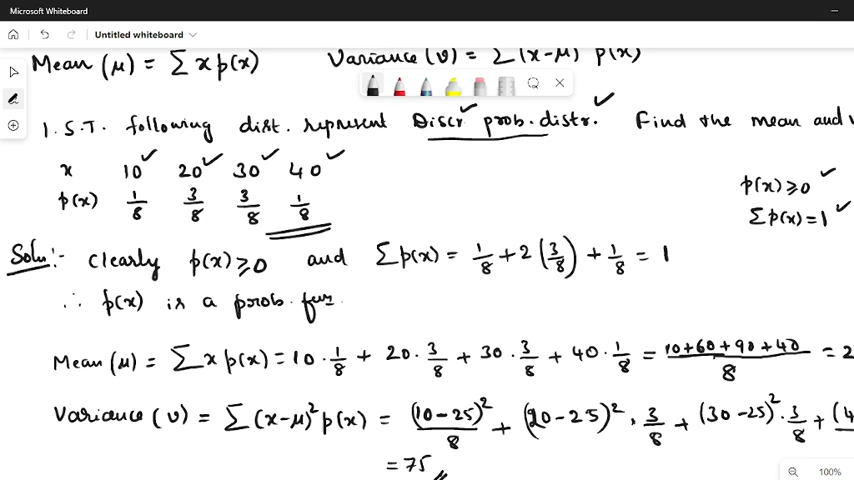 Microsoft Whiteboard
Untitled whiteboard
Mean (μ) = Σ x p(x) Variance (v) = Σ (x-μ) p(x)
1. S.T. following dist. represent Discr prob. distr. Find the mean and v
x 10 20 30 40
p(x) 1/8 3/8 3/8 1/8
p(x) ≥ 0
Σ p(x) = 1
Soln:- Clearly p(x) ≥ 0 and Σ p(x) = 1/8 + 2 (3/8) + 1/8 = 1
∴ p(x) is a prob. fun.
Mean (μ) = Σ x p(x) = 10 · 1/8 + 20 · 3/8 + 30 · 3/8 + 40 · 1/8 = (10+60+90+40)/8 = 2
Variance (v) = Σ (x-μ)² p(x) = (10-25)²/8 + (20-25)² · 3/8 + (30-25)² · 3/8 + (4
= 75
100%